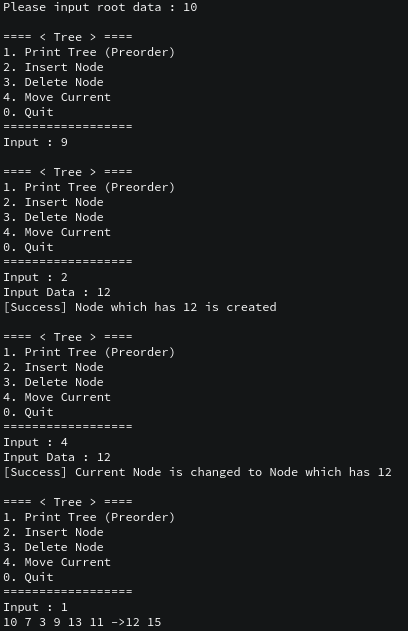 Please input root data : 10

==== < Tree > ====
1. Print Tree (Preorder)
2. Insert Node
3. Delete Node
4. Move Current
0. Quit
==================
Input : 9

==== < Tree > ====
1. Print Tree (Preorder)
2. Insert Node
3. Delete Node
4. Move Current
0. Quit
==================
Input : 2
Input Data : 12
[Success] Node which has 12 is created

==== < Tree > ====
1. Print Tree (Preorder)
2. Insert Node
3. Delete Node
4. Move Current
0. Quit
==================
Input : 4
Input Data : 12
[Success] Current Node is changed to Node which has 12

==== < Tree > ====
1. Print Tree (Preorder)
2. Insert Node
3. Delete Node
4. Move Current
0. Quit
==================
Input : 1
10 7 3 9 13 11 ->12 15